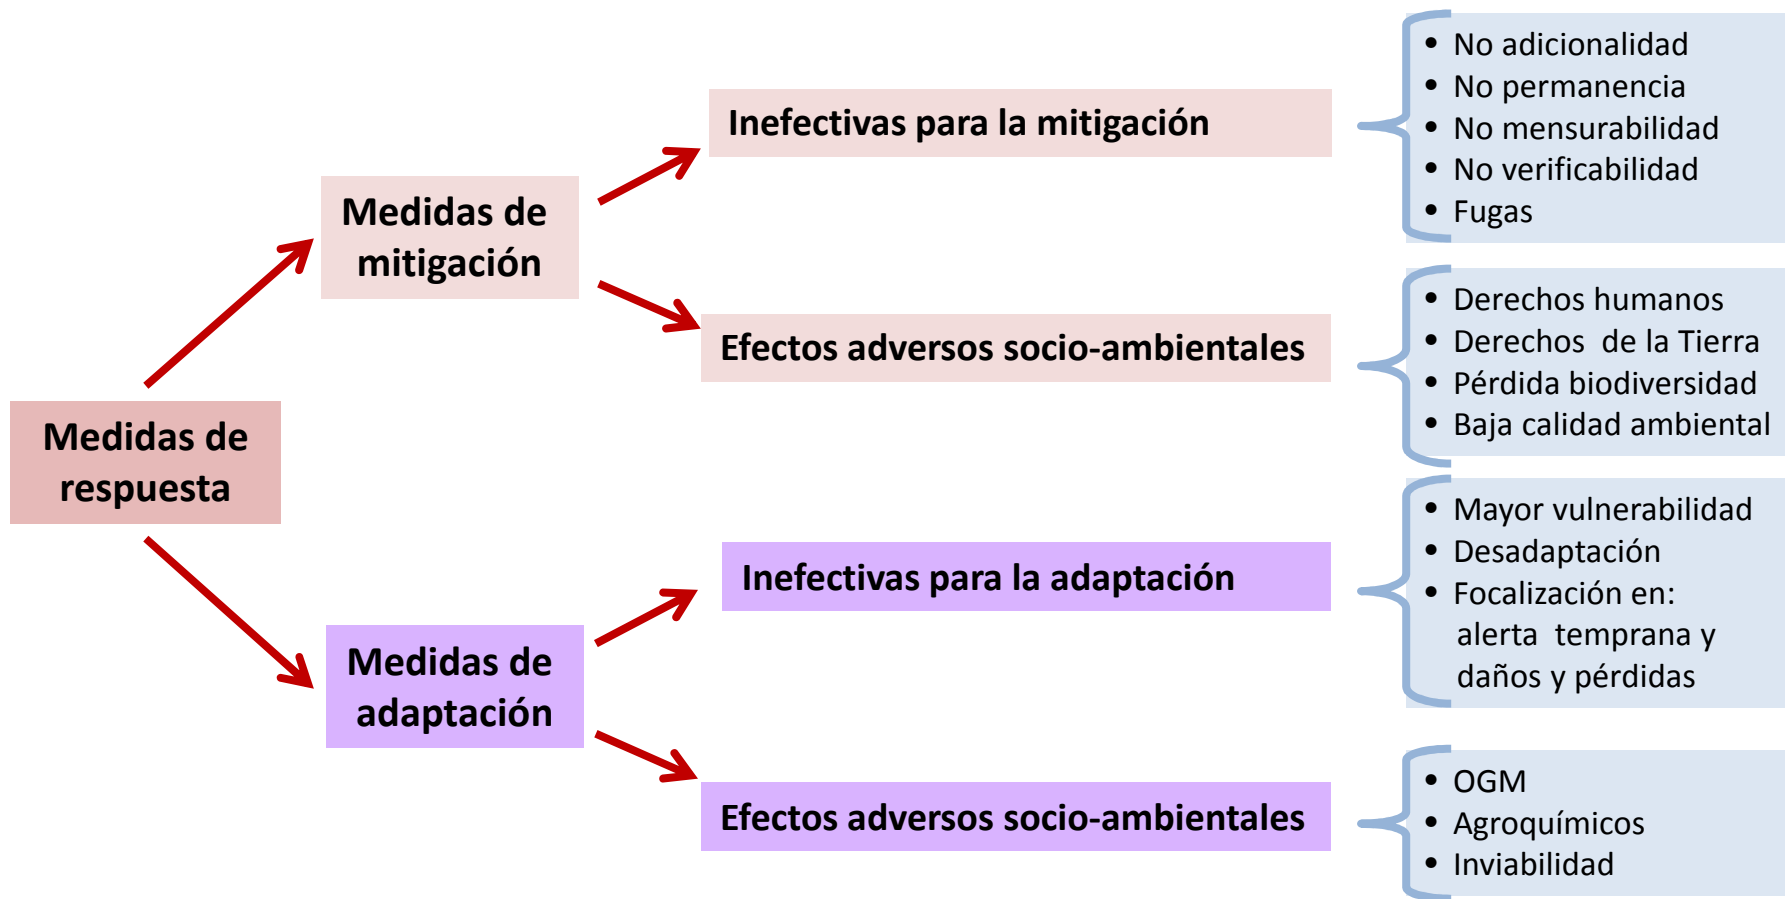 Medidas de
respuesta
Medidas de
mitigación
Inefectivas para la mitigación
• No adicionalidad
• No permanencia
• No mensurabilidad
• No verificabilidad
• Fugas
Efectos adversos socio-ambientales
• Derechos humanos
• Derechos de la Tierra
• Pérdida biodiversidad
• Baja calidad ambiental
Medidas de
adaptación
Inefectivas para la adaptación
• Mayor vulnerabilidad
• Desadaptación
• Focalización en:
alerta temprana y
daños y pérdidas
Efectos adversos socio-ambientales
• OGM
• Agroquímicos
• Inviabilidad